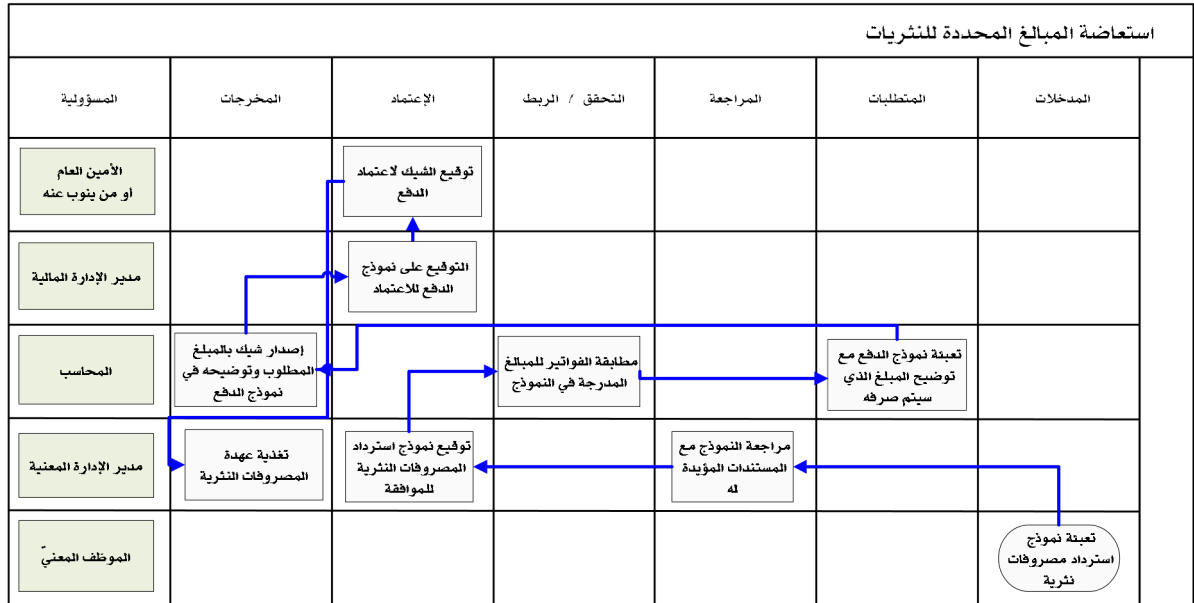 استعاضة المبالغ المحددة للنثريات
المدخلات
المتطلبات
المراجعة
التحقق / الربط
الإعتماد
المخرجات
المسؤولية
توقيع الشيك لاعتماد
الدفع
الأمين العام
أو من ينوب عنه
التوقيع على نموذج
الدفع للاعتماد
مدير الإدارة المالية
تعبئة نموذج الدفع مع
توضيح المبلغ الذي
سيتم صرفه
مطابقة الفواتير للمبالغ
المدرجة في النموذج
إصدار شيك بالمبلغ
المطلوب وتوضيحه في
نموذج الدفع
المحاسب
مراجعة النموذج مع
المستندات المؤيدة
له
توقيع نموذج استرداد
المصروفات النثرية
للموافقة
تغذية عهدة
المصروفات النثرية
مدير الإدارة المعنية
تعبئة نموذج
استرداد مصروفات
نثرية
الموظف المعنيّ